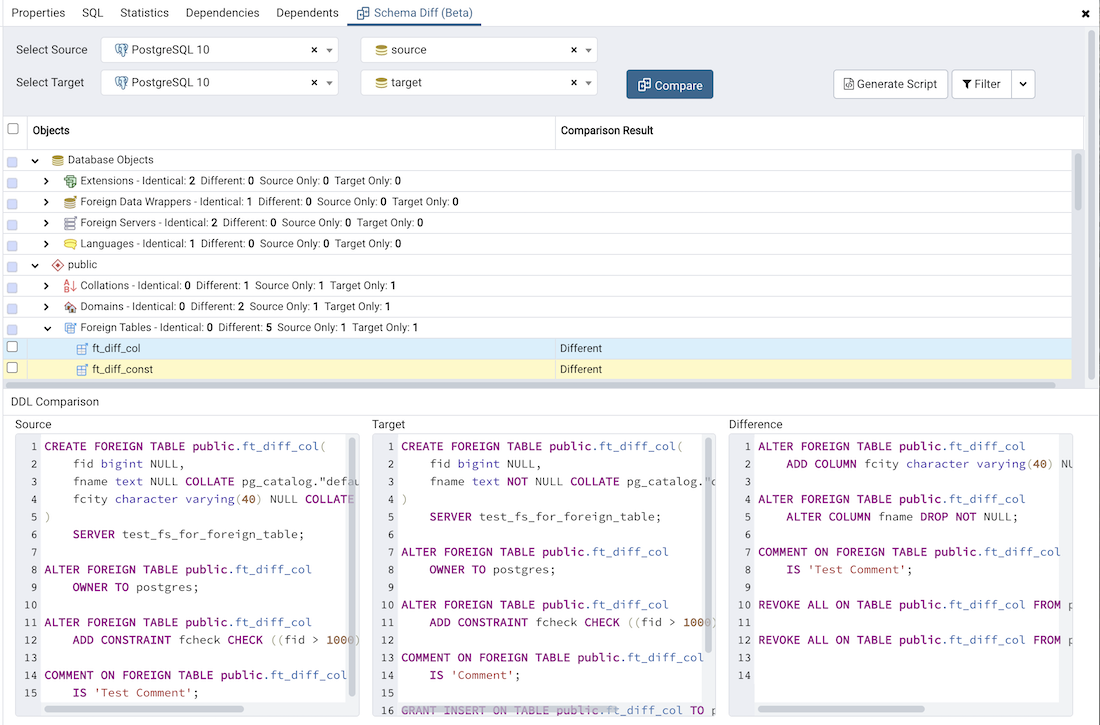 Properties SQL Statistics Dependencies Dependents Schema Diff (Beta)
Select Source PostgreSQL 10 source
Select Target PostgreSQL 10 target Compare Generate Script Filter
Objects Comparison Result
Database Objects
Extensions - Identical: 2 Different: 0 Source Only: 0 Target Only: 0
Foreign Data Wrappers - Identical: 1 Different: 0 Source Only: 0 Target Only: 0
Foreign Servers - Identical: 2 Different: 0 Source Only: 0 Target Only: 0
Languages - Identical: 1 Different: 0 Source Only: 0 Target Only: 0
public
Collations - Identical: 0 Different: 1 Source Only: 1 Target Only: 1
Domains - Identical: 0 Different: 2 Source Only: 1 Target Only: 1
Foreign Tables - Identical: 0 Different: 5 Source Only: 1 Target Only: 1
ft_diff_col Different
ft_diff_const Different
DDL Comparison
Source
1 CREATE FOREIGN TABLE public.ft_diff_col(
2 fid bigint NULL,
3 fname text NULL COLLATE pg_catalog."defau
4 fcity character varying(40) NULL COLLATE
5 )
6 SERVER test_fs_for_foreign_table;
7
8 ALTER FOREIGN TABLE public.ft_diff_col
9 OWNER TO postgres;
10
11 ALTER FOREIGN TABLE public.ft_diff_col
12 ADD CONSTRAINT fcheck CHECK ((fid > 1000)
13
14 COMMENT ON FOREIGN TABLE public.ft_diff_col
15 IS 'Test Comment';
Target
1 CREATE FOREIGN TABLE public.ft_diff_col(
2 fid bigint NULL,
3 fname text NOT NULL COLLATE pg_catalog."d
4 )
5 SERVER test_fs_for_foreign_table;
6
7 ALTER FOREIGN TABLE public.ft_diff_col
8 OWNER TO postgres;
9
10 ALTER FOREIGN TABLE public.ft_diff_col
11 ADD CONSTRAINT fcheck CHECK ((fid > 1000)
12
13 COMMENT ON FOREIGN TABLE public.ft_diff_col
14 IS 'Comment';
15
16 GRANT INSERT ON TABLE public.ft_diff_col TO p
Difference
1 ALTER FOREIGN TABLE public.ft_diff_col
2 ADD COLUMN fcity character varying(40) NU
3
4 ALTER FOREIGN TABLE public.ft_diff_col
5 ALTER COLUMN fname DROP NOT NULL;
6
7 COMMENT ON FOREIGN TABLE public.ft_diff_col
8 IS 'Test Comment';
9
10 REVOKE ALL ON TABLE public.ft_diff_col FROM p
11
12 REVOKE ALL ON TABLE public.ft_diff_col FROM p
13
14